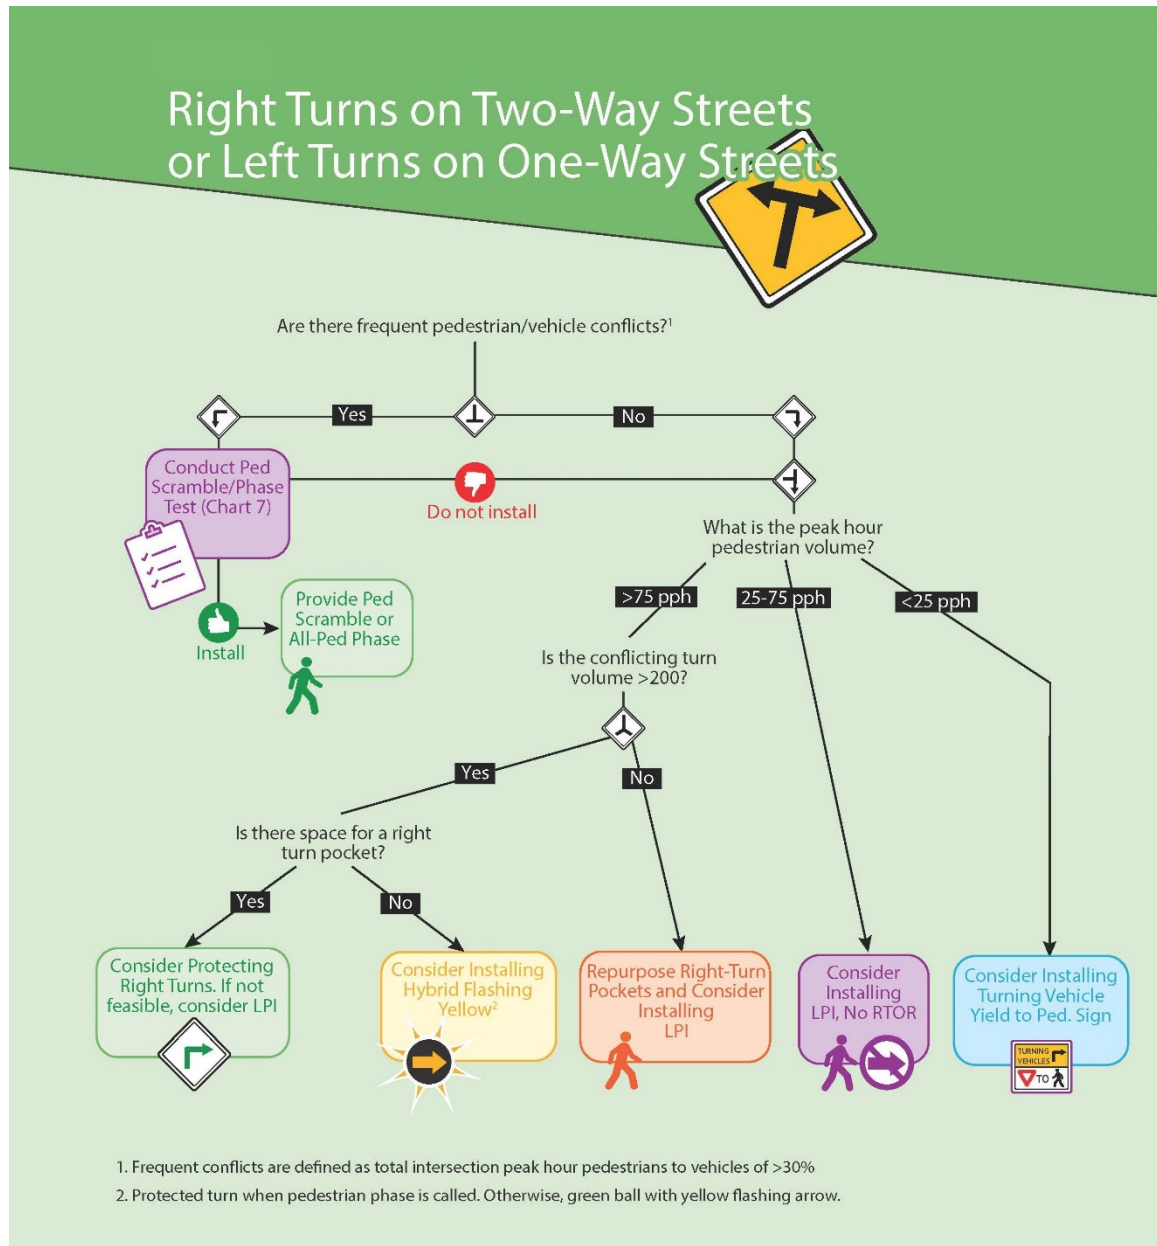 Right Turns on Two-Way Streets
or Left Turns on One-Way Streets
Are there frequent pedestrian/vehicle conflicts?¹
Yes
No
Conduct Ped
Scramble/Phase
Test (Chart 7)
Do not install
What is the peak hour
pedestrian volume?
>75 pph
25-75 pph
<25 pph
Install
Provide Ped
Scramble or
All-Ped Phase
Is the conflicting turn
volume >200?
Yes
No
Is there space for a right
turn pocket?
Yes
No
Consider Protecting
Right Turns. If not
feasible, consider LPI
Consider Installing
Hybrid Flashing
Yellow²
Repurpose Right-Turn
Pockets and Consider
Installing
LPI
Consider
Installing
LPI, No RTOR
Consider Installing
Turning Vehicle
Yield to Ped. Sign
TURNING
VEHICLES
TO
1. Frequent conflicts are defined as total intersection peak hour pedestrians to vehicles of >30%
2. Protected turn when pedestrian phase is called. Otherwise, green ball with yellow flashing arrow.